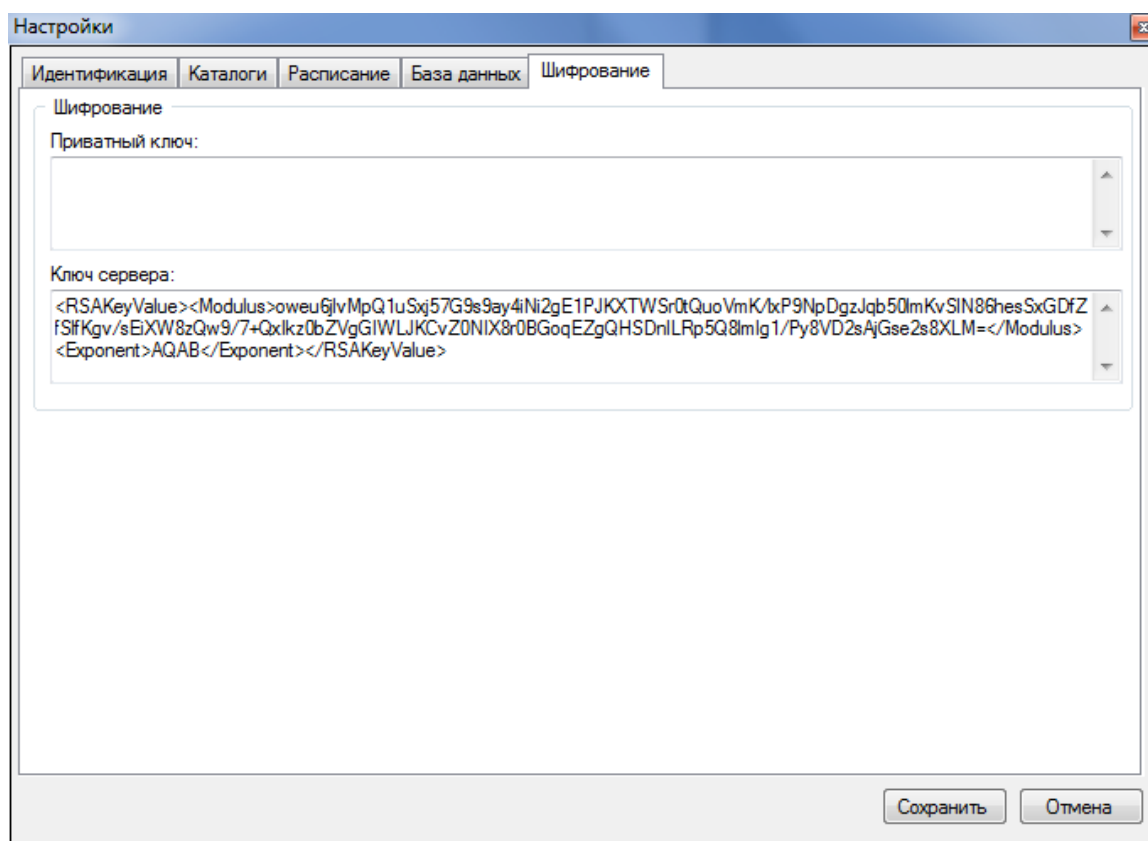 Настройки
Идентификация Каталоги Расписание База данных Шифрование
Шифрование
Приватный ключ:
Ключ сервера:
<RSAKeyValue><Modulus>oweu6jlvMpQ1uSxj57G9s9ay4iNi2gE1PJKXTWSr0tQuoVmK/lxP9NpDgzJqb50lmKvSlN86hesSxGDfZ
fSlfKgv/sEiXW8zQw9/7+Qxlkz0bZVgGIWLJKCvZ0NIX8r0BGoqEZgQHSDnlLRp5Q8lmIg1/Py8VD2sAjGse2s8XLM=</Modulus>
<Exponent>AQAB</Exponent></RSAKeyValue>
Сохранить Отмена